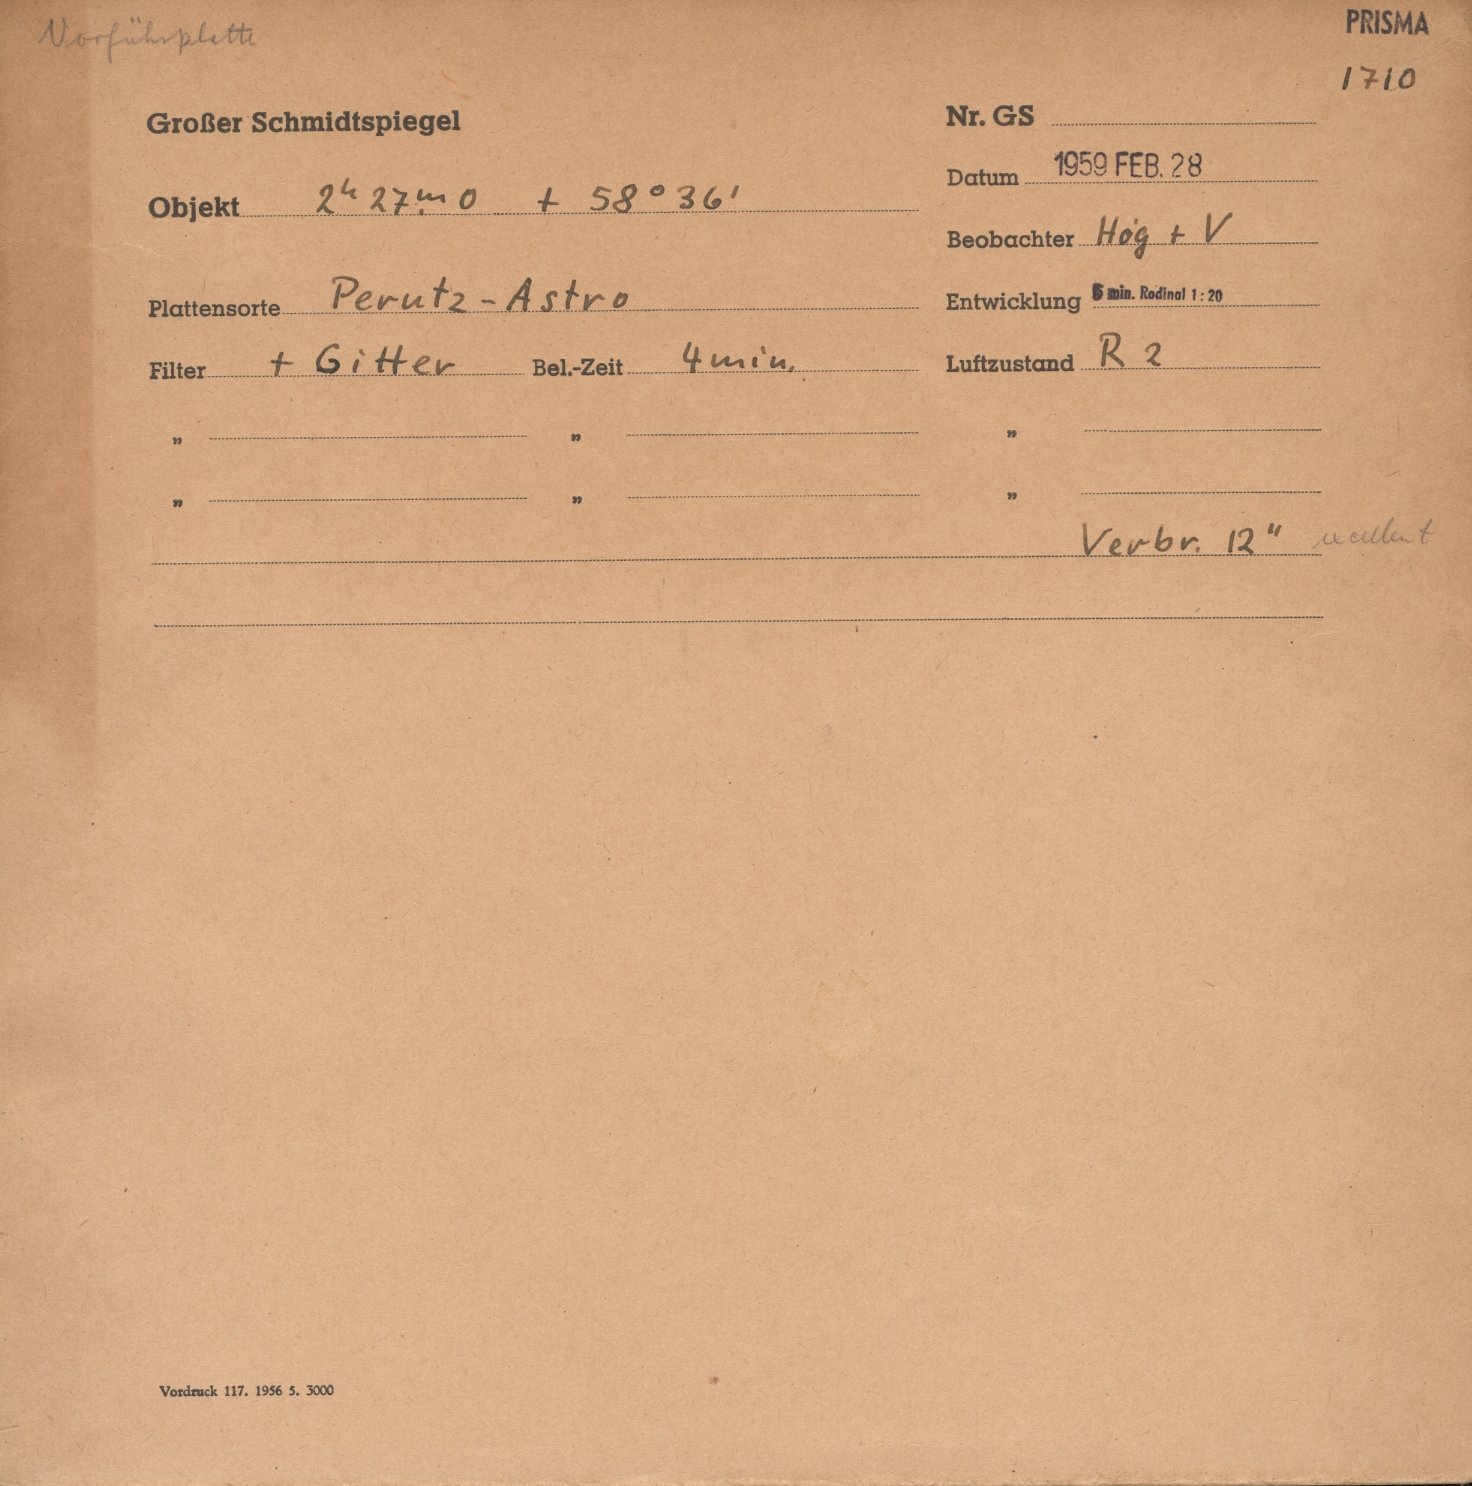 Vorführplatte
PRISMA
1710
Großer Schmidtspiegel
Nr. GS
Datum 1959 FEB. 28
Objekt 2h 27m.0 + 58° 36'
Beobachter Høg + V
Plattensorte Perutz-Astro
Entwicklung min. Rodinal 1:20
Filter + Gitter Bel.-Zeit 4 min. Luftzustand R 2
" " "
" " "
Verbr. 12" excellent
Vordruck 117. 1956 5. 3000